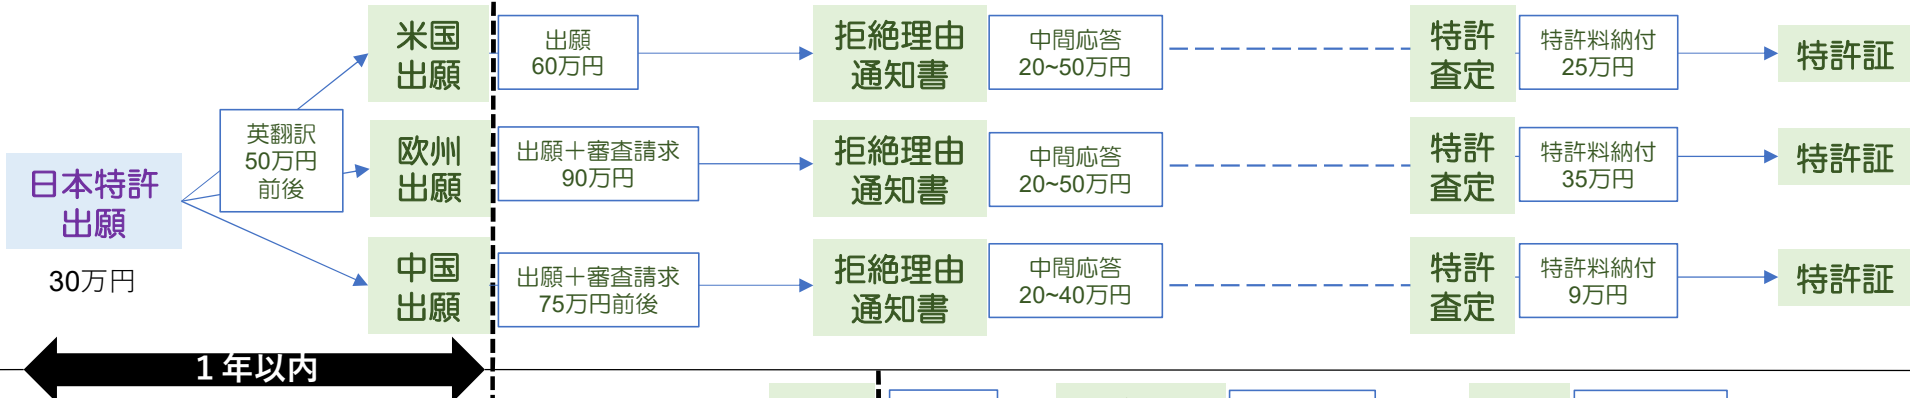 米国
出願
出願
60万円
拒絶理由
通知書
中間応答
20~50万円
特許
査定
特許料納付
25万円
特許証
日本特許
出願
30万円
英翻訳
50万円
前後
欧州
出願
出願＋審査請求
90万円
拒絶理由
通知書
中間応答
20~50万円
特許
査定
特許料納付
35万円
特許証
中国
出願
出願＋審査請求
75万円前後
拒絶理由
通知書
中間応答
20~40万円
特許
査定
特許料納付
9万円
特許証
１年以内